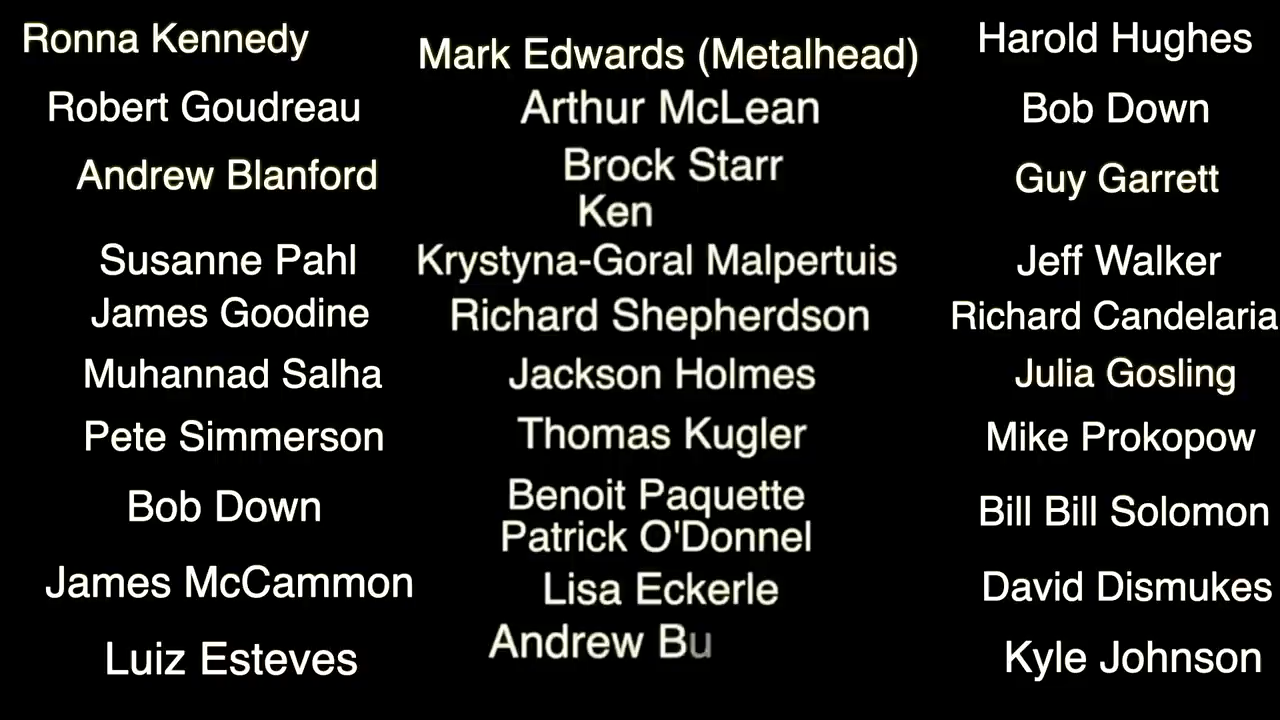 Ronna Kennedy
Robert Goudreau
Andrew Blanford
Susanne Pahl
James Goodine
Muhannad Salha
Pete Simmerson
Bob Down
James McCammon
Luiz Esteves
Mark Edwards (Metalhead)
Arthur McLean
Brock Starr
Ken
Krystyna-Goral Malpertuis
Richard Shepherdson
Jackson Holmes
Thomas Kugler
Benoit Paquette
Patrick O'Donnel
Lisa Eckerle
Andrew Bu
Harold Hughes
Bob Down
Guy Garrett
Jeff Walker
Richard Candelaria
Julia Gosling
Mike Prokopow
Bill Bill Solomon
David Dismukes
Kyle Johnson